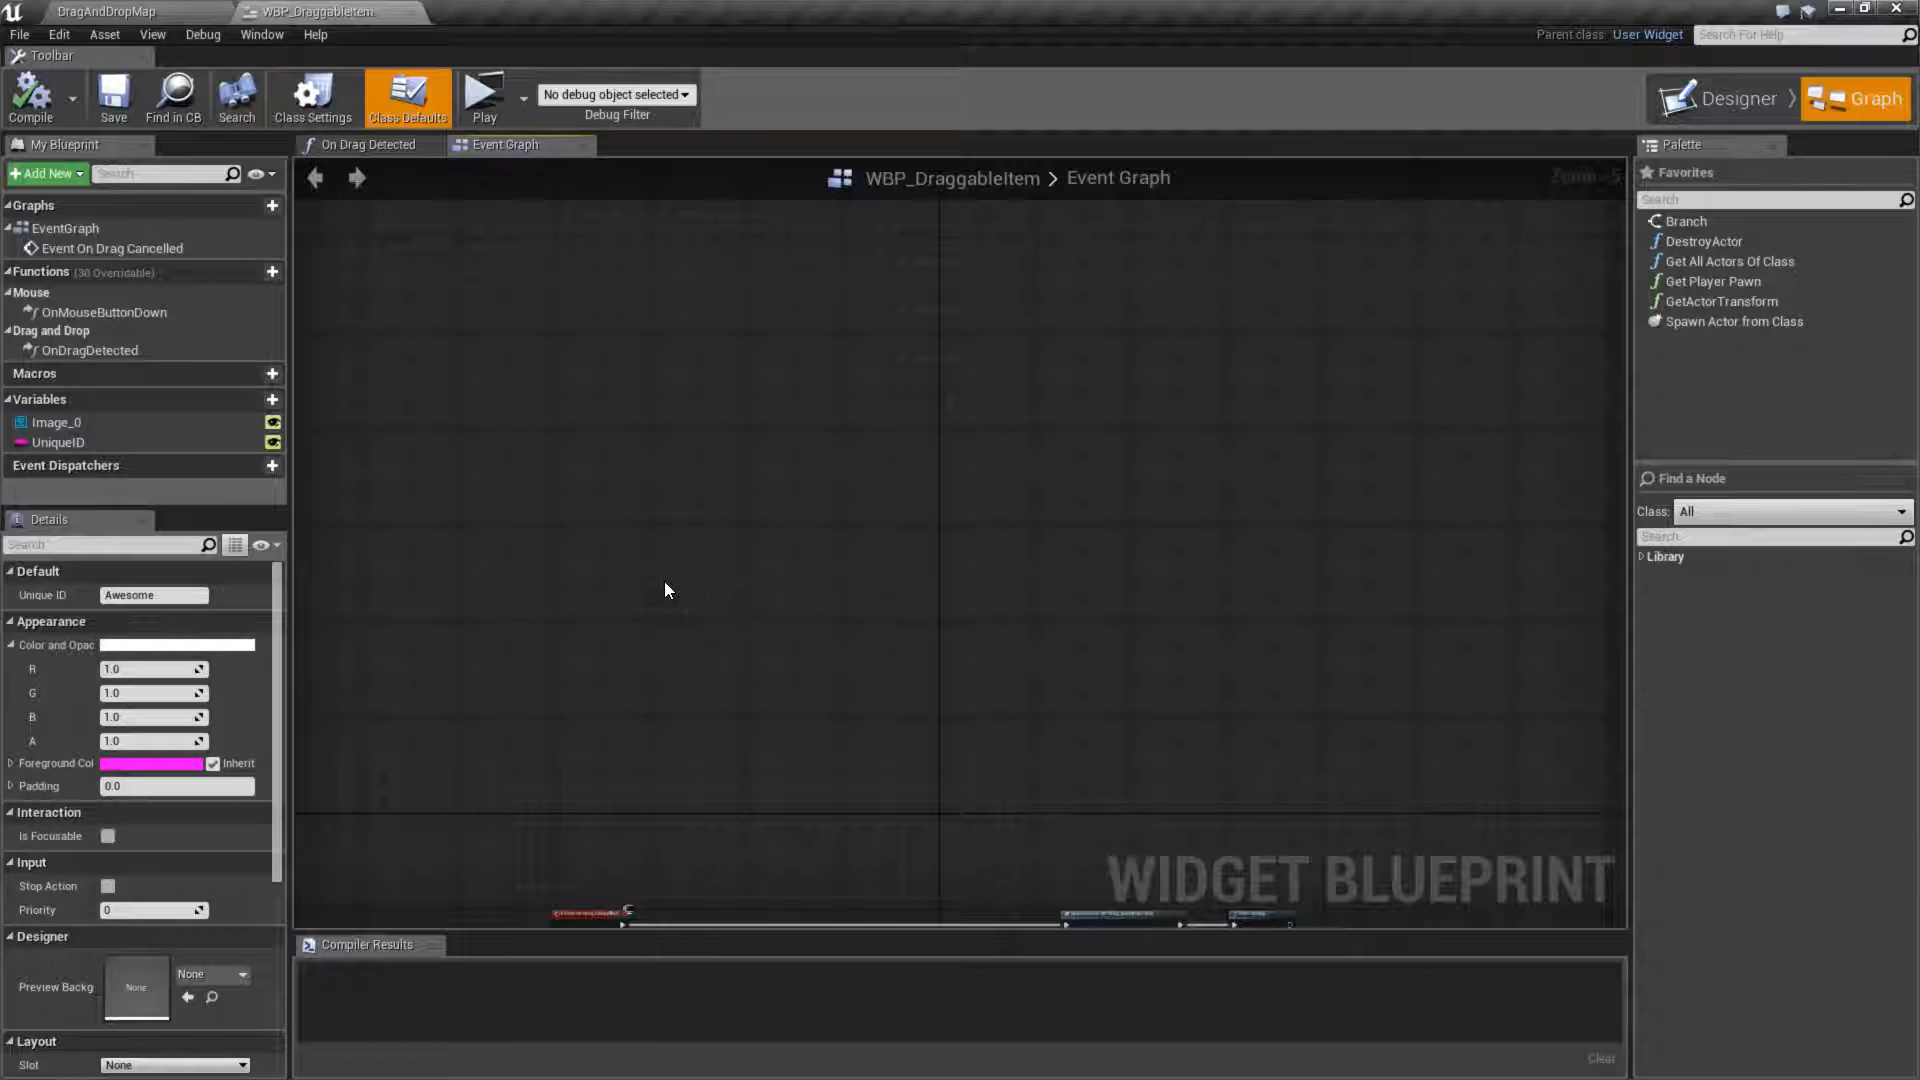 DragAndDropMap
WBP_DraggableItem
File Edit Asset View Debug Window Help
Parent class: User Widget
Search For Help
Toolbar
Compile
Save
Find in CB
Search
Class Settings
Class Defaults
Play
No debug object selected
Debug Filter
Designer
Graph
My Blueprint
On Drag Detected
Event Graph
Palette
Add New
Search
WBP_DraggableItem > Event Graph
Zoom -5
Favorites
Search
Graphs
EventGraph
Event On Drag Cancelled
Functions (30 Overridable)
Mouse
OnMouseButtonDown
Drag and Drop
OnDragDetected
Macros
Variables
Image_0
UniqueID
Event Dispatchers
Branch
DestroyActor
Get All Actors Of Class
Get Player Pawn
GetActorTransform
Spawn Actor from Class
Find a Node
Class: All
Search
Library
Details
Search
Default
Unique ID Awesome
Appearance
Color and Opac
R 1.0
G 1.0
B 1.0
A 1.0
Foreground Col Inherit
Padding 0.0
Interaction
Is Focusable
Input
Stop Action
Priority 0
Designer
Preview Backg None None
Layout
Slot None
WIDGET BLUEPRINT
Compiler Results
Clear